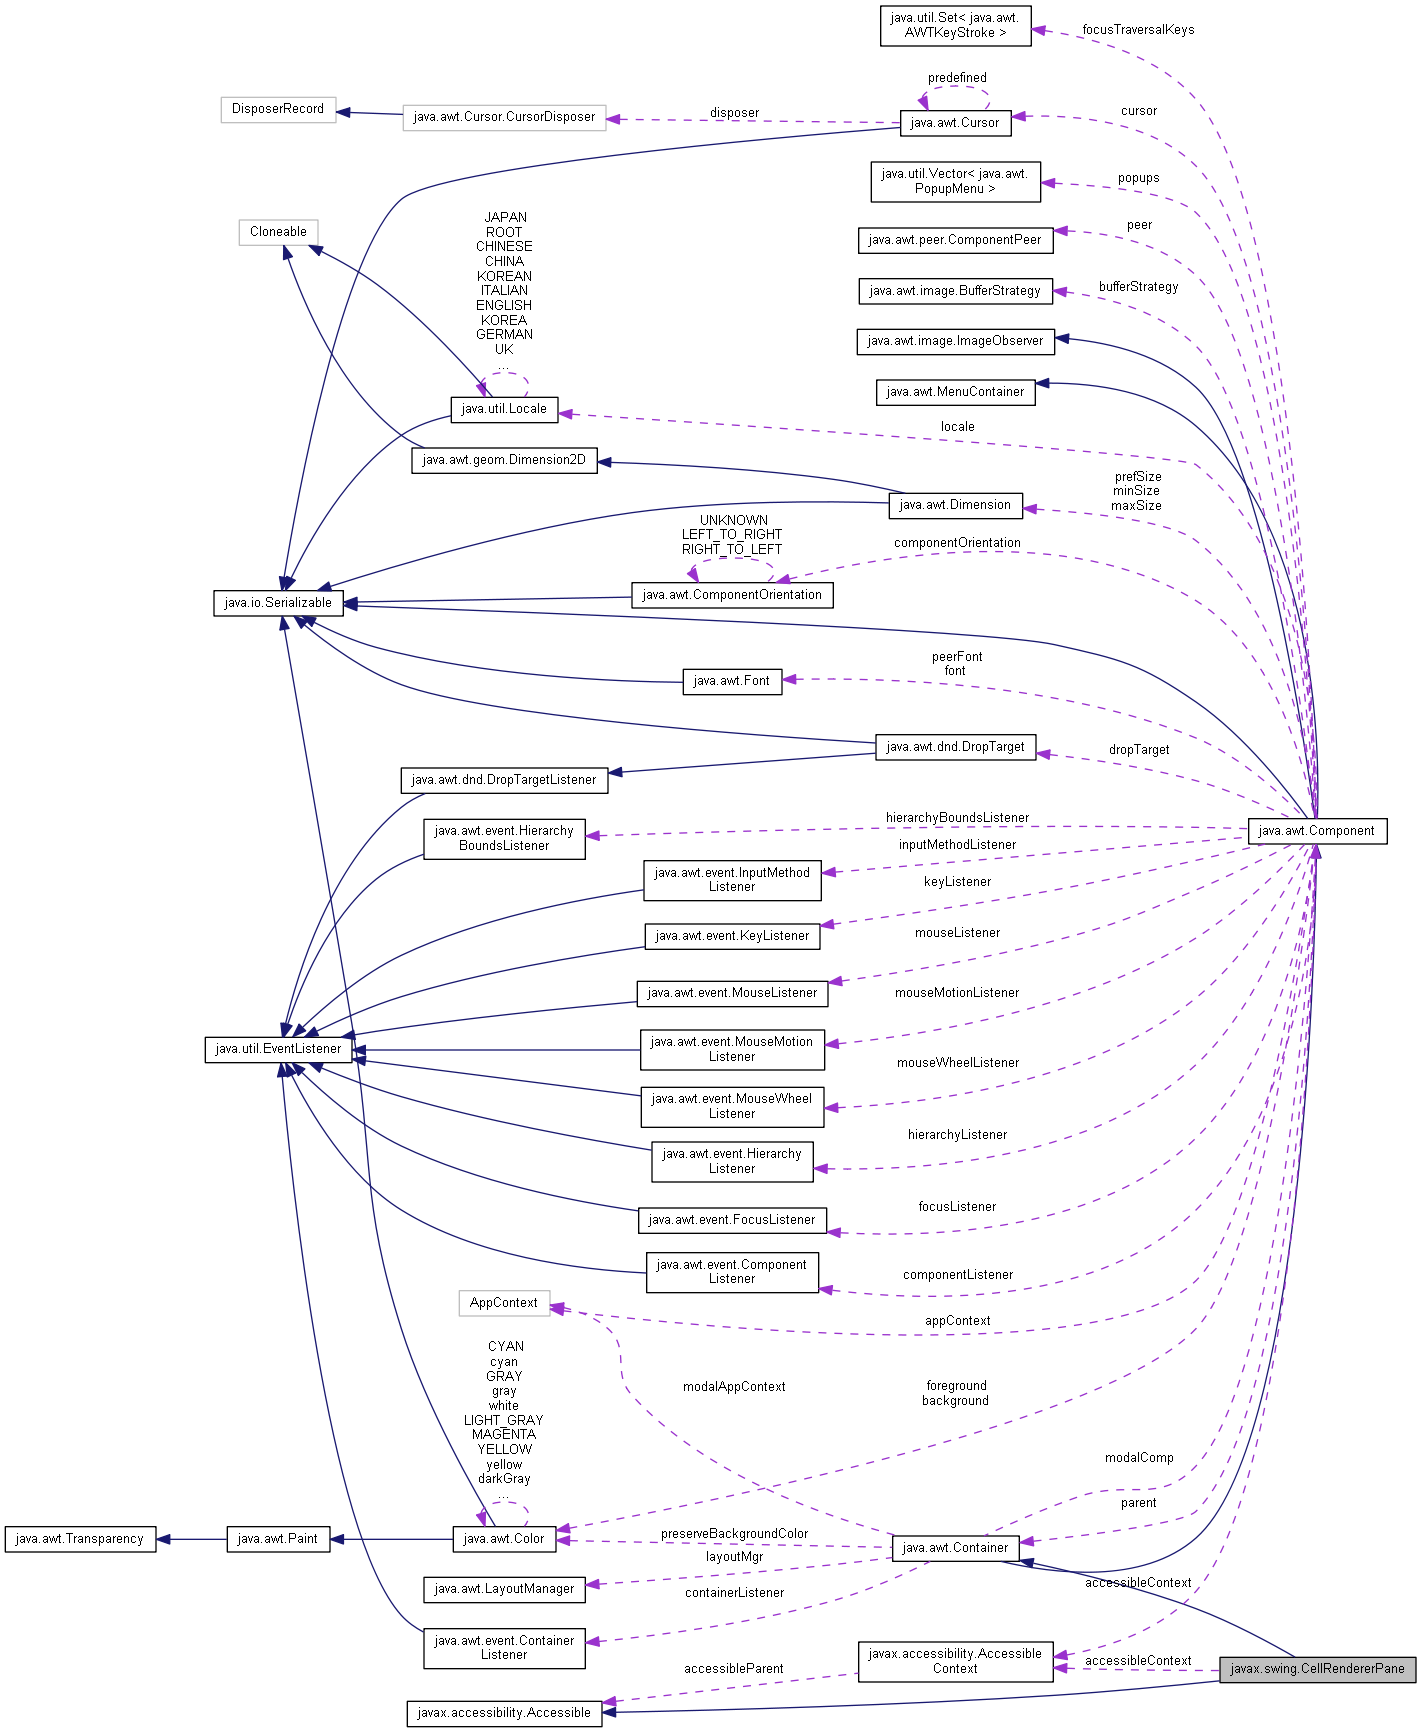 java.util.Set< java.awt.
AWTKeyStroke >
focusTraversalKeys
predefined
DisposerRecord
java.awt.Cursor.CursorDisposer
disposer
java.awt.Cursor
cursor
java.util.Vector< java.awt.
PopupMenu >
popups
Cloneable
JAPAN
ROOT
CHINESE
CHINA
KOREAN
ITALIAN
ENGLISH
KOREA
GERMAN
UK
...
java.awt.peer.ComponentPeer
peer
java.awt.image.BufferStrategy
bufferStrategy
java.awt.image.ImageObserver
java.awt.MenuContainer
java.util.Locale
locale
java.awt.geom.Dimension2D
java.awt.Dimension
prefSize
minSize
maxSize
UNKNOWN
LEFT_TO_RIGHT
RIGHT_TO_LEFT
componentOrientation
java.io.Serializable
java.awt.ComponentOrientation
java.awt.Font
peerFont
font
java.awt.dnd.DropTarget
dropTarget
java.awt.dnd.DropTargetListener
java.awt.event.Hierarchy
BoundsListener
hierarchyBoundsListener
java.awt.Component
inputMethodListener
java.awt.event.InputMethod
Listener
keyListener
java.awt.event.KeyListener
mouseListener
java.awt.event.MouseListener
mouseMotionListener
java.util.EventListener
java.awt.event.MouseMotion
Listener
mouseWheelListener
java.awt.event.MouseWheel
Listener
hierarchyListener
java.awt.event.Hierarchy
Listener
focusListener
java.awt.event.FocusListener
java.awt.event.Component
Listener
componentListener
AppContext
appContext
CYAN
cyan
GRAY
gray
white
LIGHT_GRAY
MAGENTA
YELLOW
yellow
darkGray
...
modalAppContext
foreground
background
modalComp
parent
java.awt.Transparency
java.awt.Paint
java.awt.Color
preserveBackgroundColor
java.awt.Container
layoutMgr
java.awt.LayoutManager
containerListener
accessibleContext
java.awt.event.Container
Listener
javax.accessibility.Accessible
Context
accessibleContext
javax.swing.CellRendererPane
accessibleParent
javax.accessibility.Accessible